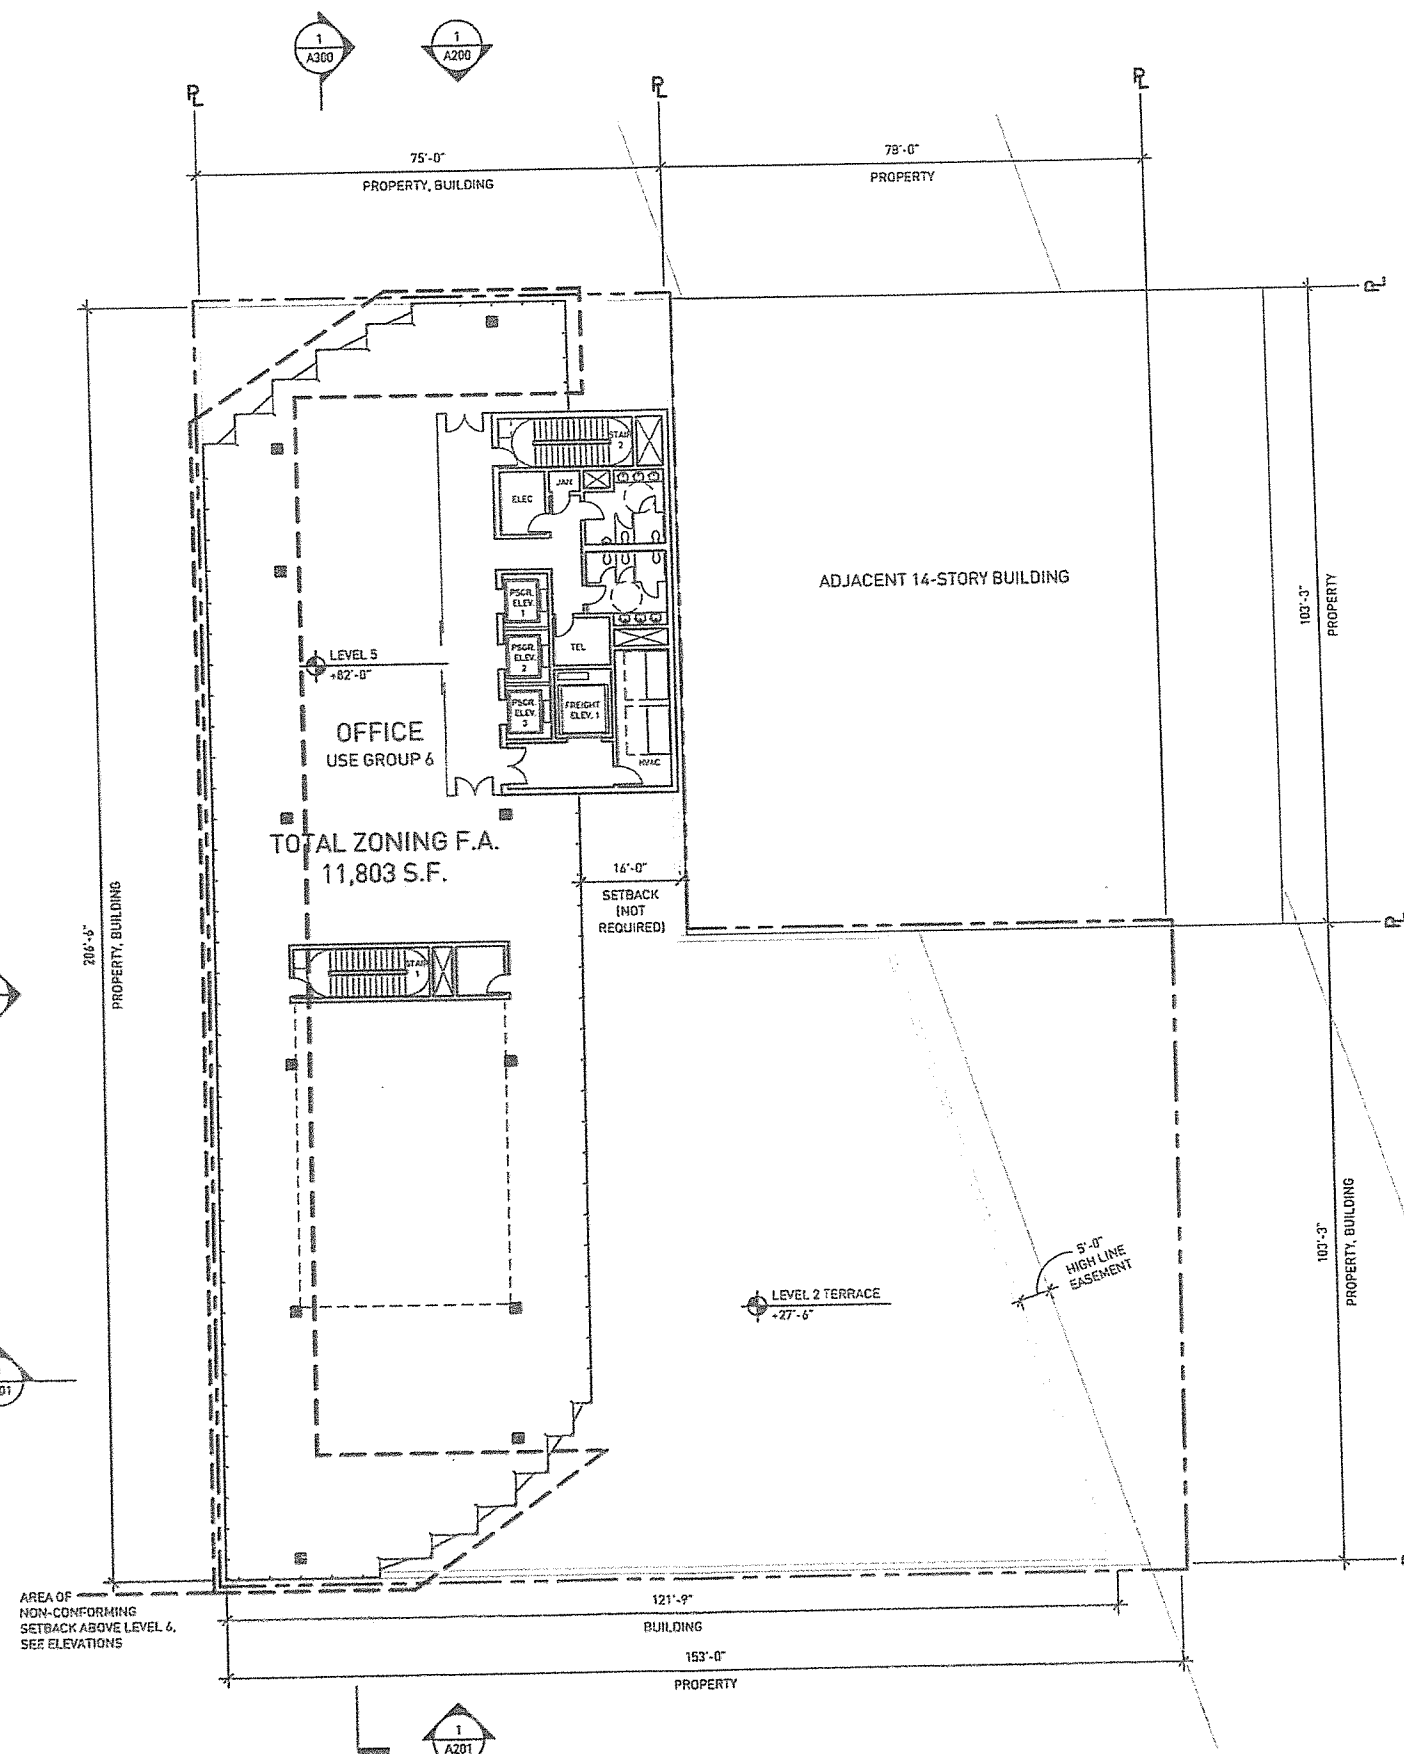 1
A300
1
A200
PL
PL
PL
75'-0"
PROPERTY, BUILDING
78'-0"
PROPERTY
PL
STAIR
2
ELEC
JAN
PSGR.
ELEV.
1
PSGR.
ELEV.
2
PSGR.
ELEV.
3
TEL
FREIGHT
ELEV. 1
HVAC
ADJACENT 14-STORY BUILDING
103'-3"
PROPERTY
LEVEL 5
+82'-0"
OFFICE
USE GROUP 6
TOTAL ZONING F.A.
11,803 S.F.
16'-0"
SETBACK
(NOT
REQUIRED)
PL
206'-6"
PROPERTY, BUILDING
STAIR
1
5'-0"
HIGH LINE
EASEMENT
LEVEL 2 TERRACE
+27'-6"
103'-3"
PROPERTY, BUILDING
01
AREA OF
NON-CONFORMING
SETBACK ABOVE LEVEL 6,
SEE ELEVATIONS
121'-9"
BUILDING
153'-0"
PROPERTY
1
A201